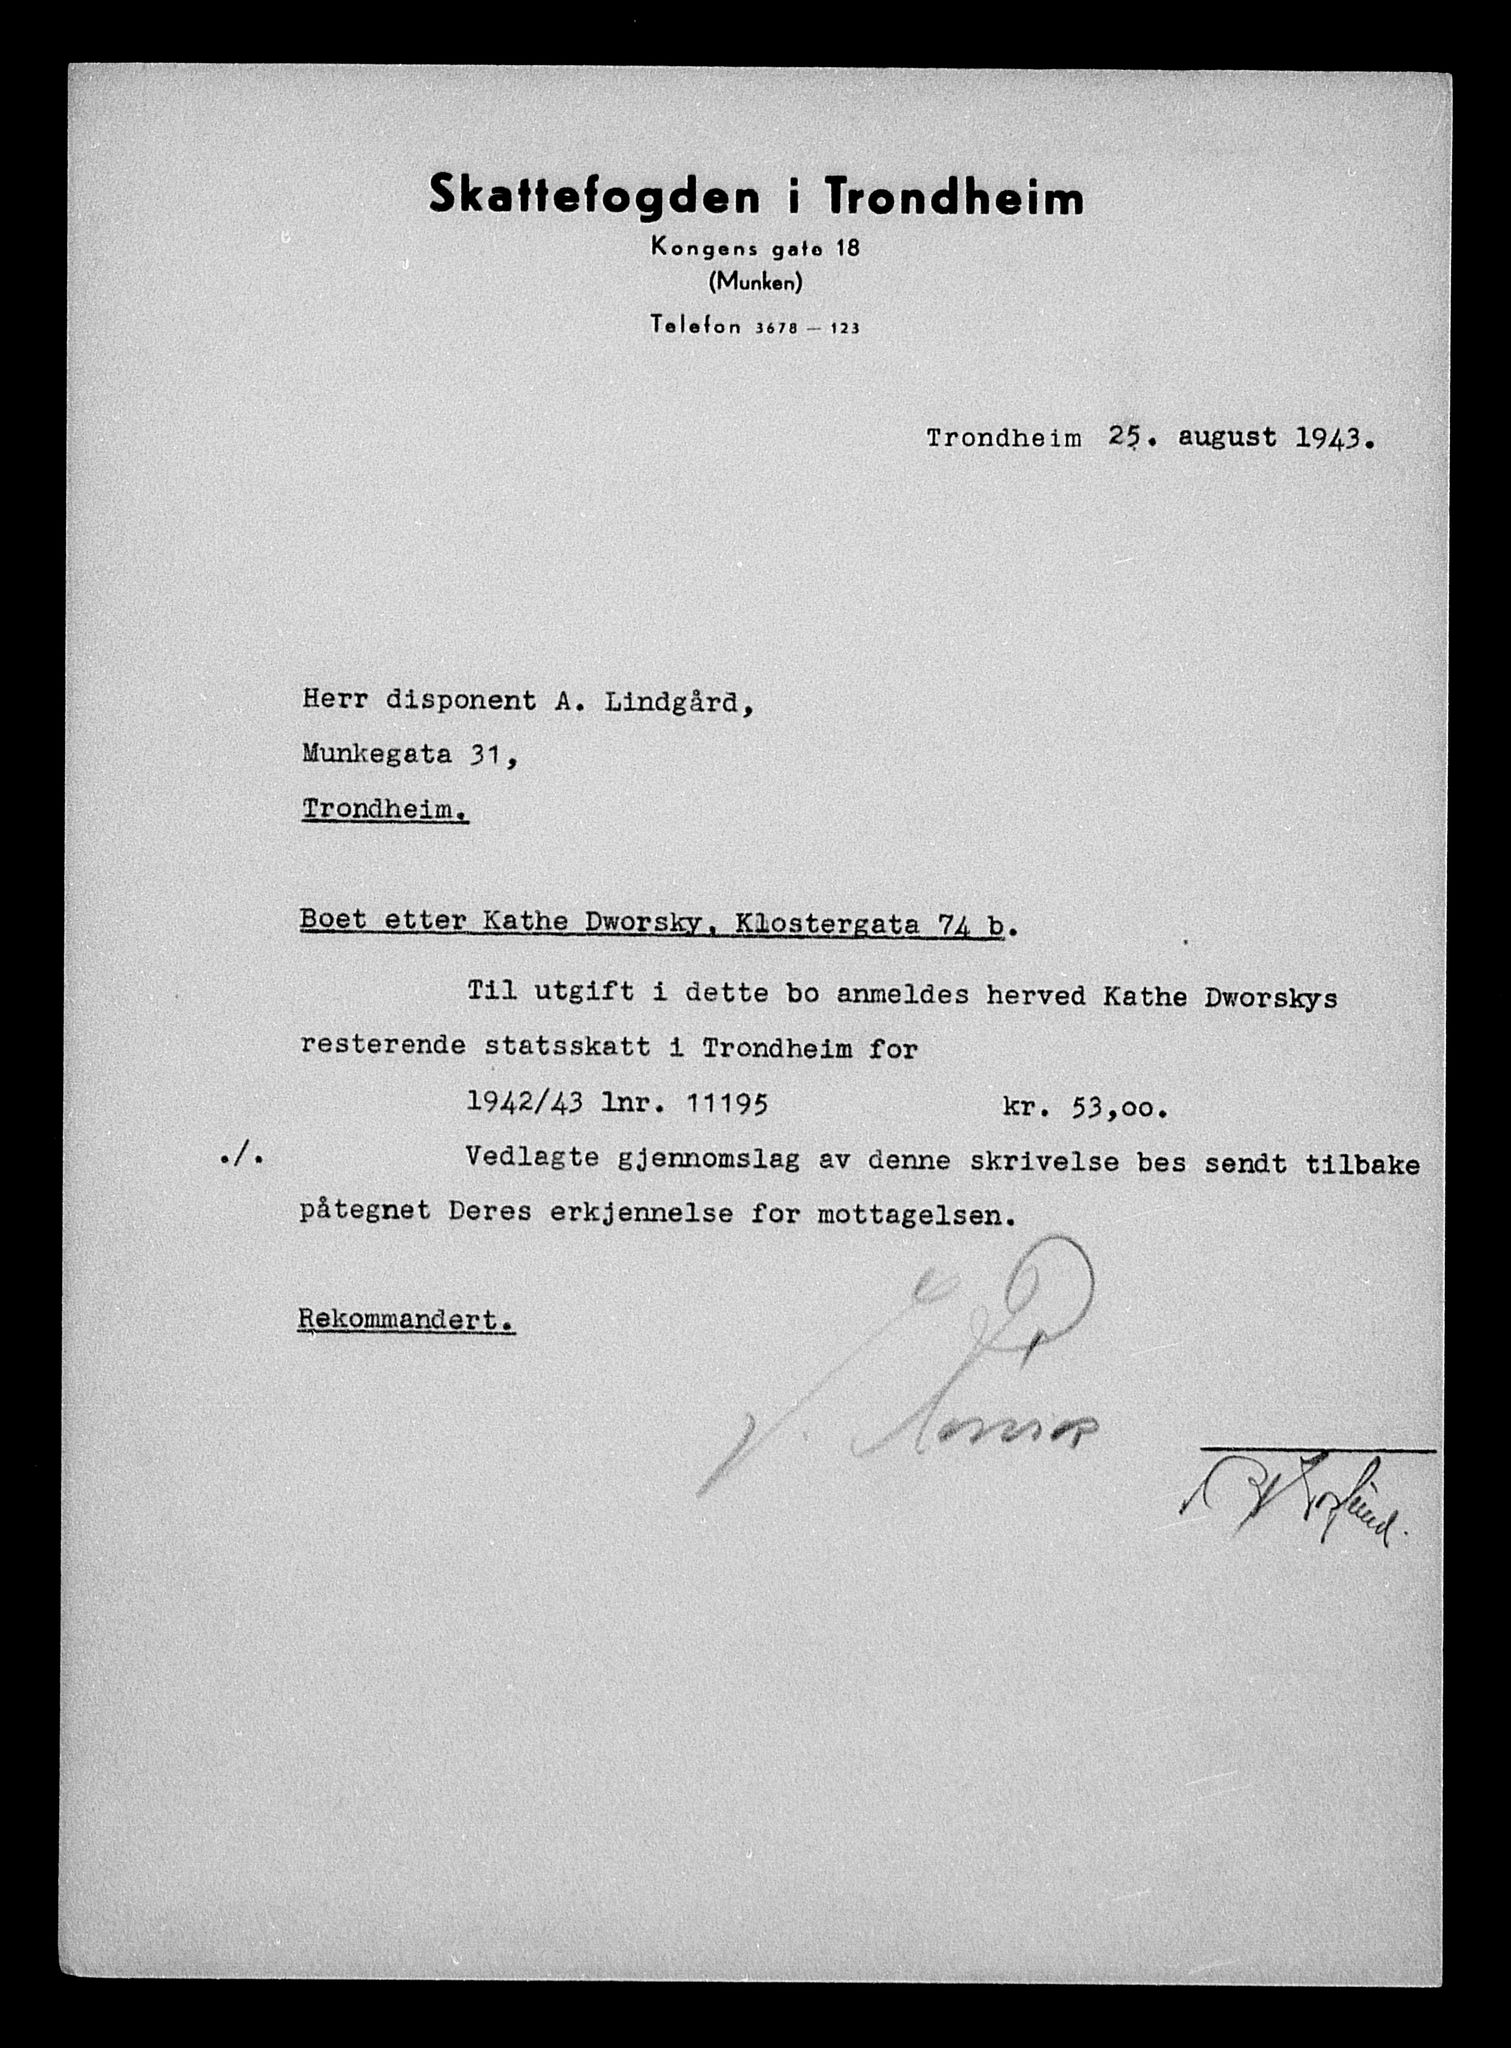 Skattefogden i Trondheim
Kongens gate 18
(Munken)
Telefon 3678 — 123
Trondheim 25. august 1943.
Herr disponent A. Lindgård,
Munkegata 31,
Trondheim.
Boet etter Kathe Dworsky, Klostergata 74 b.
Til utgift i dette bo anmeldes herved Kathe Dworskys
resterende statsskatt i Trondheim for
1942/43 lnr. 11195 kr. 53,oo.
./. Vedlagte gjennomslag av denne skrivelse bes sendt tilbake
påtegnet Deres erkjennelse for mottagelsen.
Rekommandert.